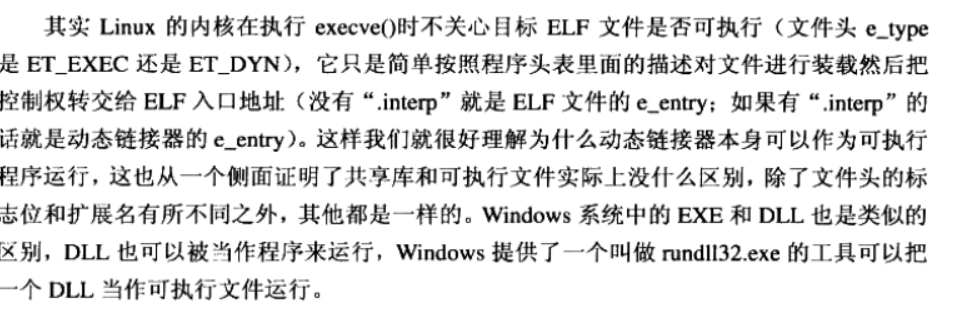 其实 Linux 的内核在执行 execve()时不关心目标 ELF 文件是否可执行（文件头 e_type
是 ET_EXEC 还是 ET_DYN），它只是简单按照程序头表里面的描述对文件进行装载然后把
控制权转交给 ELF 入口地址（没有“.interp”就是 ELF 文件的 e_entry；如果有“.interp”的
话就是动态链接器的 e_entry）。这样我们就很好理解为什么动态链接器本身可以作为可执行
程序运行，这也从一个侧面证明了共享库和可执行文件实际上没什么区别，除了文件头的标
志位和扩展名有所不同之外，其他都是一样的。Windows 系统中的 EXE 和 DLL 也是类似的
区别，DLL 也可以被当作程序来运行，Windows 提供了一个叫做 rundll32.exe 的工具可以把
一个 DLL 当作可执行文件运行。